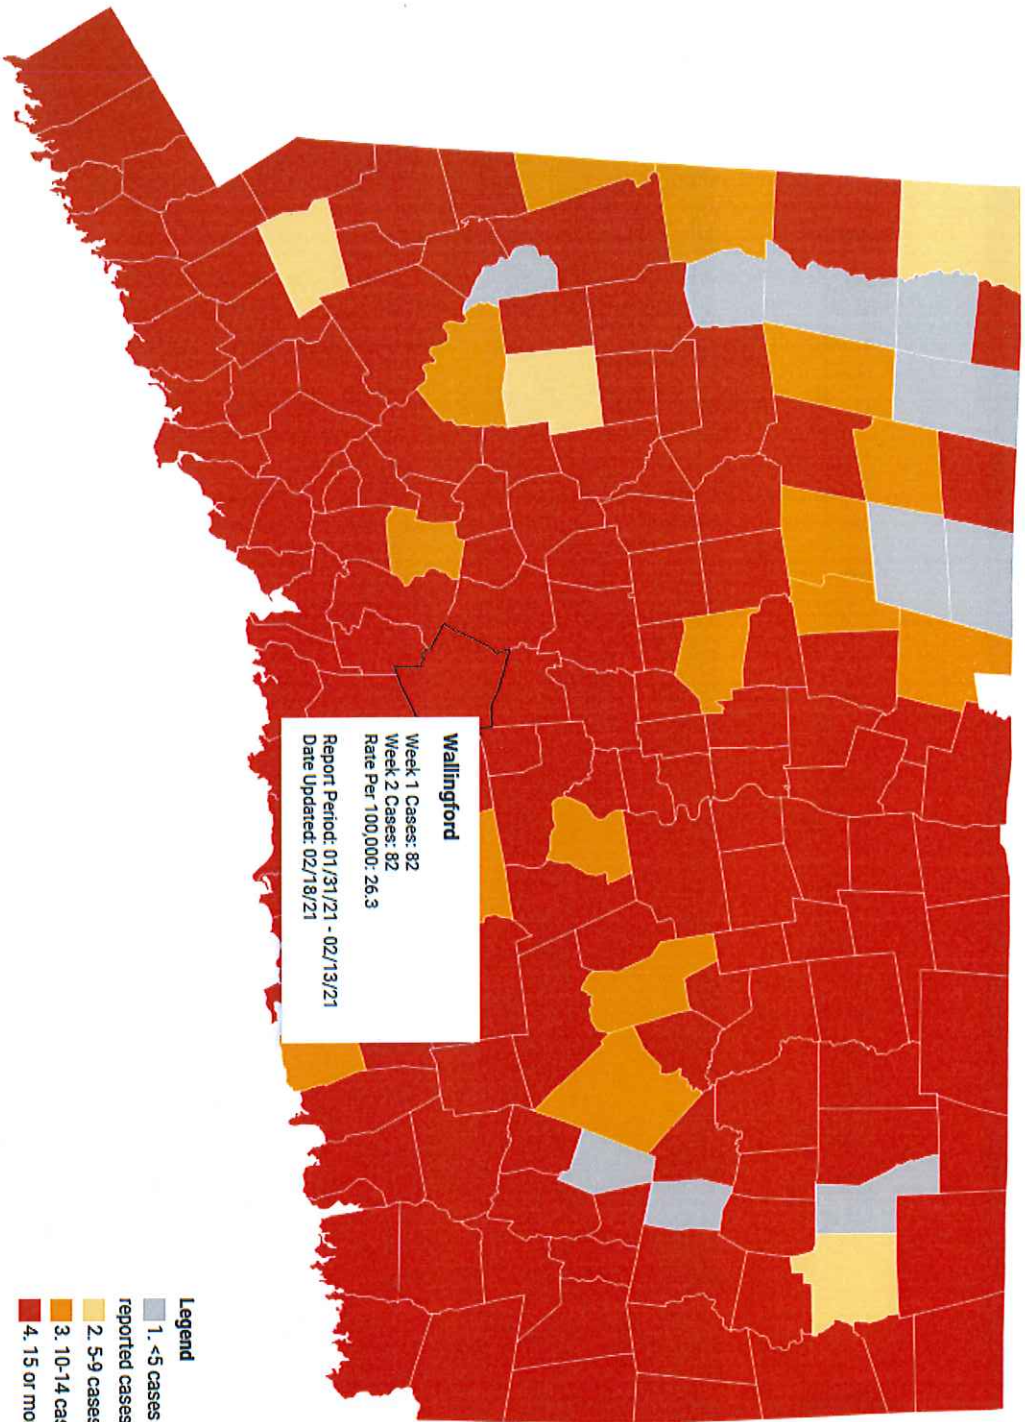 Wallingford
Week 1 Cases: 82
Week 2 Cases: 82
Rate Per 100,000: 26.3
Report Period: 01/31/21 - 02/13/21
Date Updated: 02/18/21
Legend
1. <5 cases
reported cases
2. 5-9 cases
3. 10-14 cas
4. 15 or mo